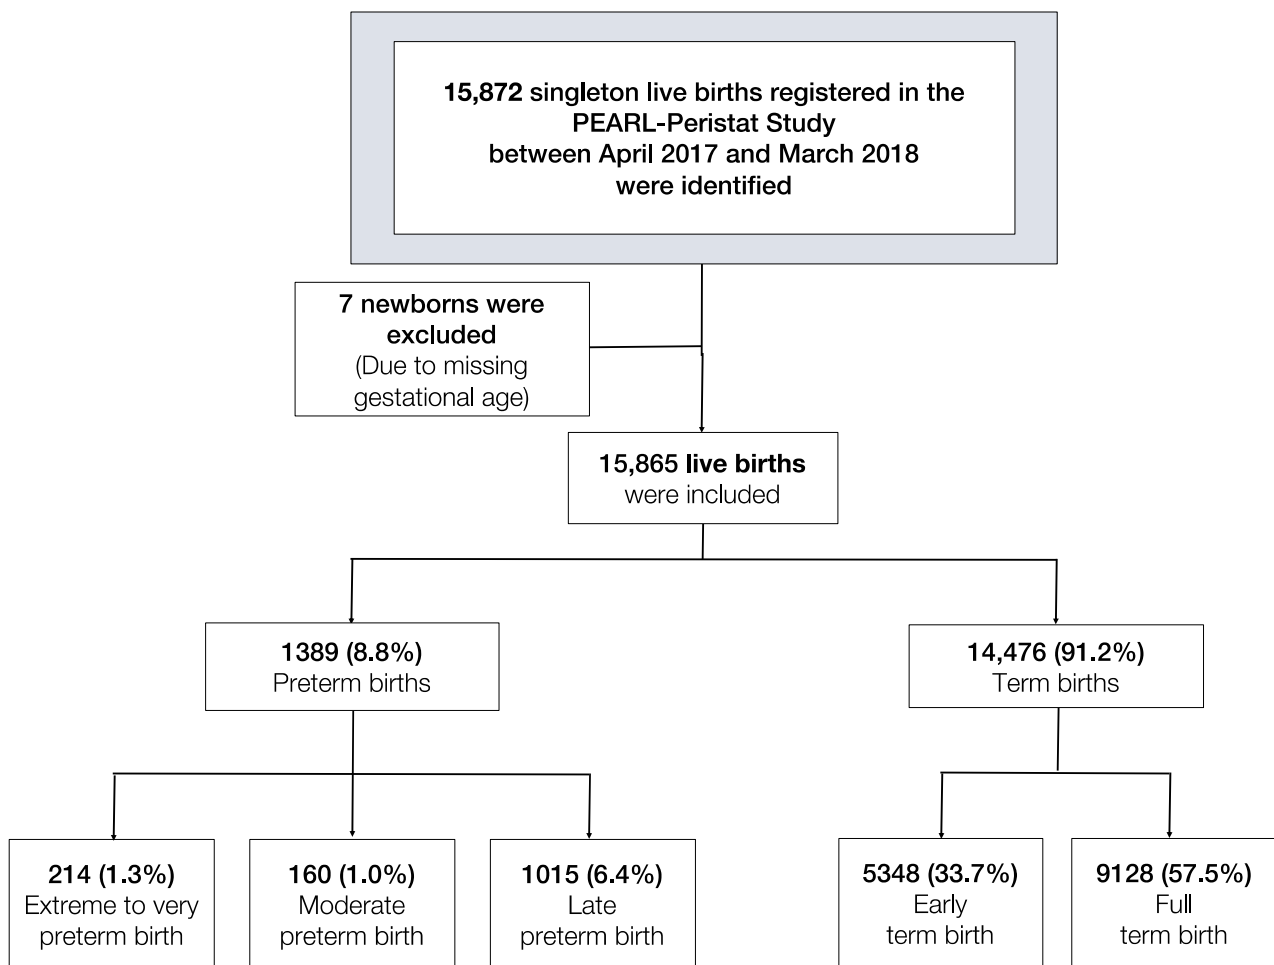 15,872 singleton live births registered in the
PEARL-Peristat Study
between April 2017 and March 2018
were identified
7 newborns were
excluded
(Due to missing
gestational age)
15,865 live births
were included
1389 (8.8%)
Preterm births
14,476 (91.2%)
Term births
214 (1.3%)
Extreme to very
preterm birth
160 (1.0%)
Moderate
preterm birth
1015 (6.4%)
Late
preterm birth
5348 (33.7%)
Early
term birth
9128 (57.5%)
Full
term birth